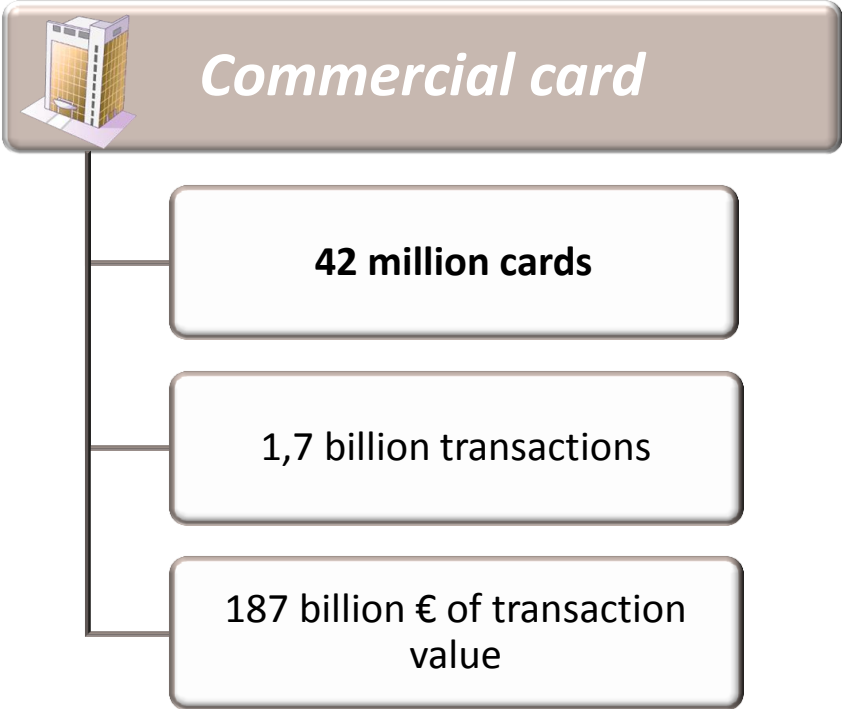 Commercial card
42 million cards
1,7 billion transactions
187 billion € of transaction
value